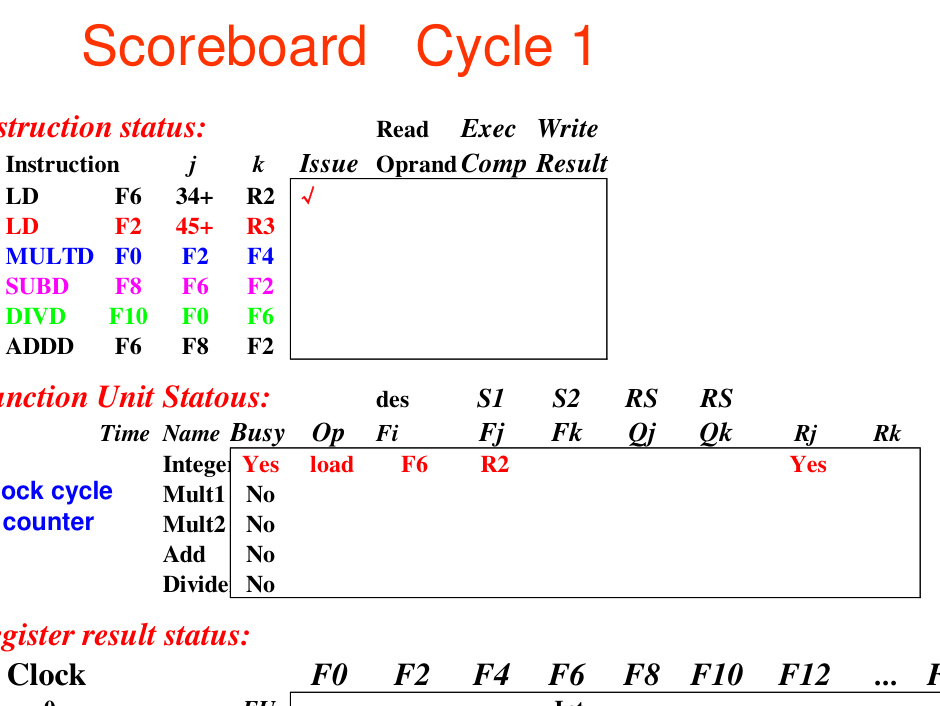 Scoreboard Cycle 1
struction status: Read Exec Write
Instruction j k Issue Oprand Comp Result
LD F6 34+ R2 √
LD F2 45+ R3
MULTD F0 F2 F4
SUBD F8 F6 F2
DIVD F10 F0 F6
ADDD F6 F8 F2
unction Unit Statous: des S1 S2 RS RS
Time Name Busy Op Fi Fj Fk Qj Qk Rj Rk
Integer Yes load F6 R2 Yes
ock cycle Mult1 No
counter Mult2 No
Add No
Divide No
egister result status:
Clock F0 F2 F4 F6 F8 F10 F12 ... F